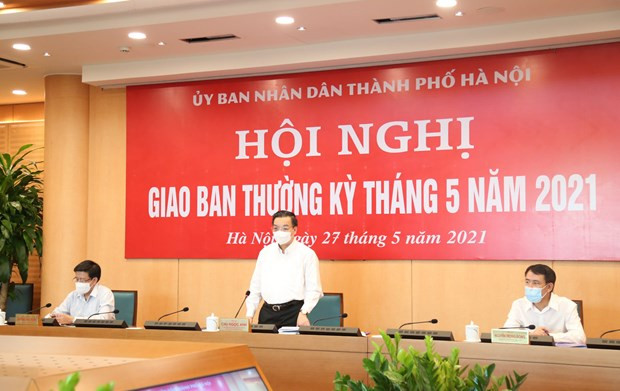 ỦY BAN NHÂN DÂN THÀNH PHỐ HÀ NỘI
HỘI NGHỊ
GIAO BAN THƯỜNG KỲ THÁNG 5 NĂM 2021
Hà Nội, ngày 27 tháng 5 năm 2021